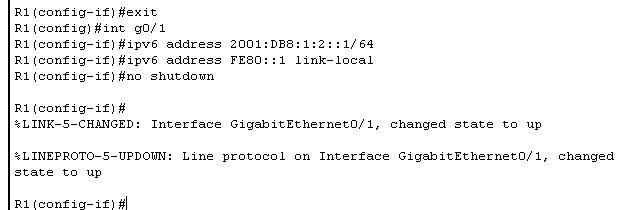 R1(config-if)#exit
R1(config)#int g0/1
R1(config-if)#ipv6 address 2001:DB8:1:2::1/64
R1(config-if)#ipv6 address FE80::1 link-local
R1(config-if)#no shutdown
R1(config-if)#
%LINK-5-CHANGED: Interface GigabitEthernet0/1, changed state to up
%LINEPROTO-5-UPDOWN: Line protocol on Interface GigabitEthernet0/1, changed
state to up
R1(config-if)#